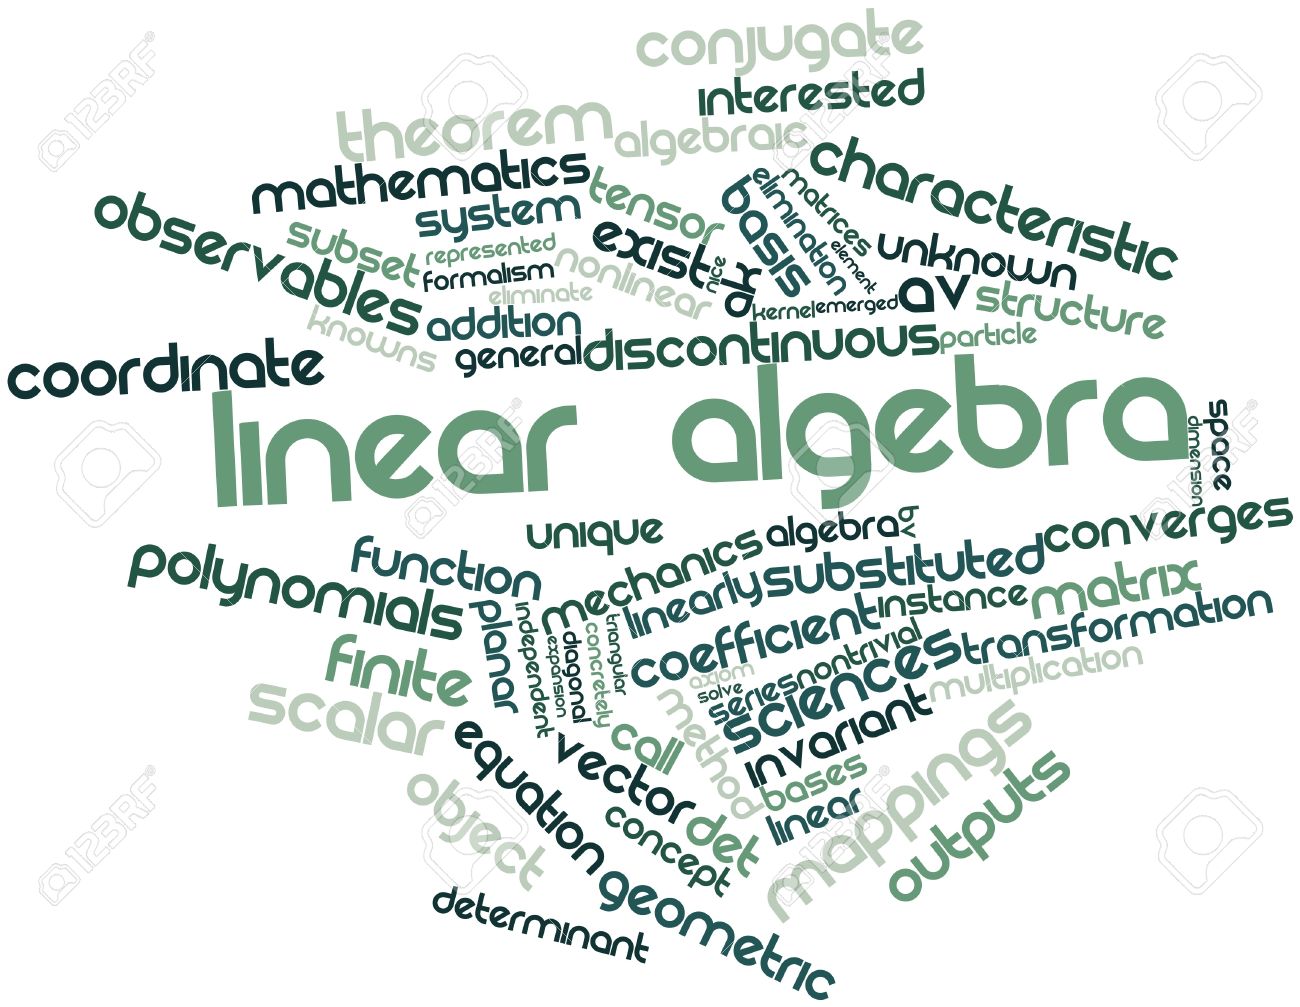 conjugate
interested
theorem
algebraic
characteristic
mathematics
tensor
basis
elimination
matrices
observables
system
subset
represented
exist
nice
element
unknown
formalism
nonlinear
x
dx
av
structure
eliminate
kernel
emerged
knowns
addition
general
discontinuous
particle
coordinate
linear algebra
space
dimension
unique
algebra
bv
converges
polynomials
function
mechanics
linearly
substituted
planar
independent
expansion
diagonal
concretely
triangular
coefficient
instance
matrix
transformation
finite
axiom
solve
series
nontrivial
sciences
multiplication
scalar
call
method
invariant
equation
vector
bases
mappings
outputs
object
concept
det
linear
geometric
determinant
123RF